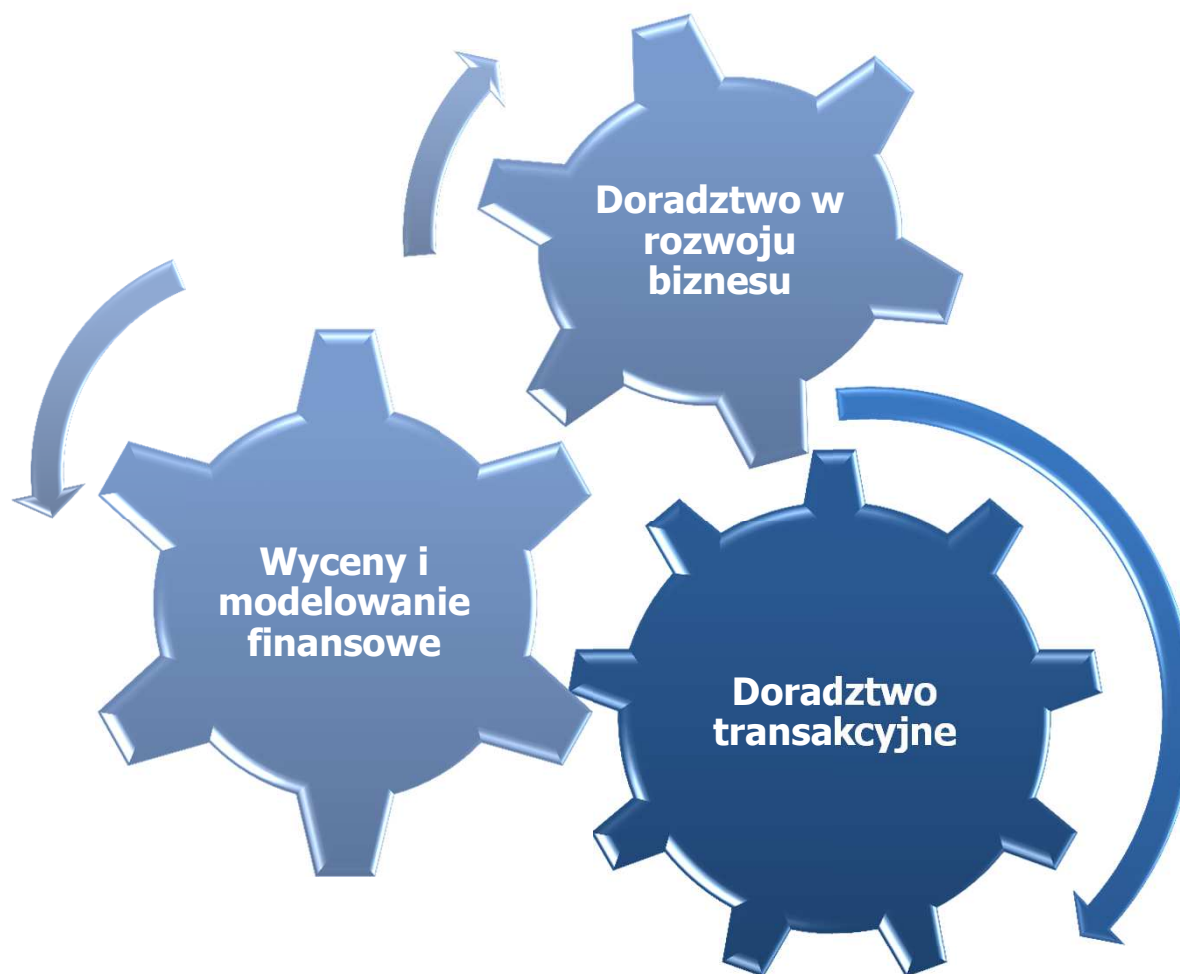 Doradztwo w
rozwoju
biznesu
Wyceny i
modelowanie
finansowe
Doradztwo
transakcyjne